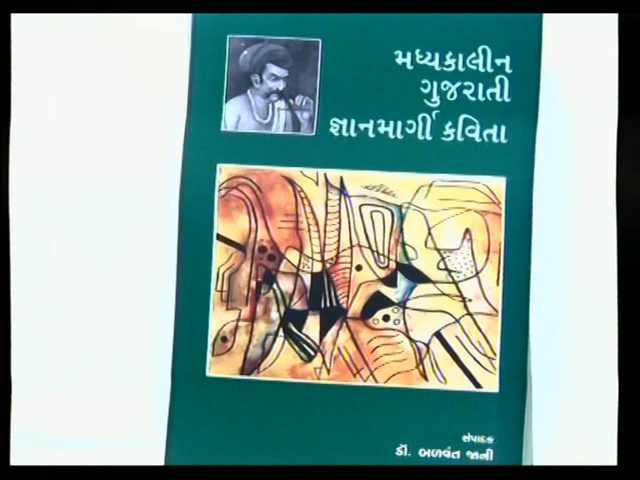 મધ્યકાલીન
ગુજરાતી
જ્ઞાનમાર્ગી કવિતા
સંપાદક
ડૉ. બળવંત જાની